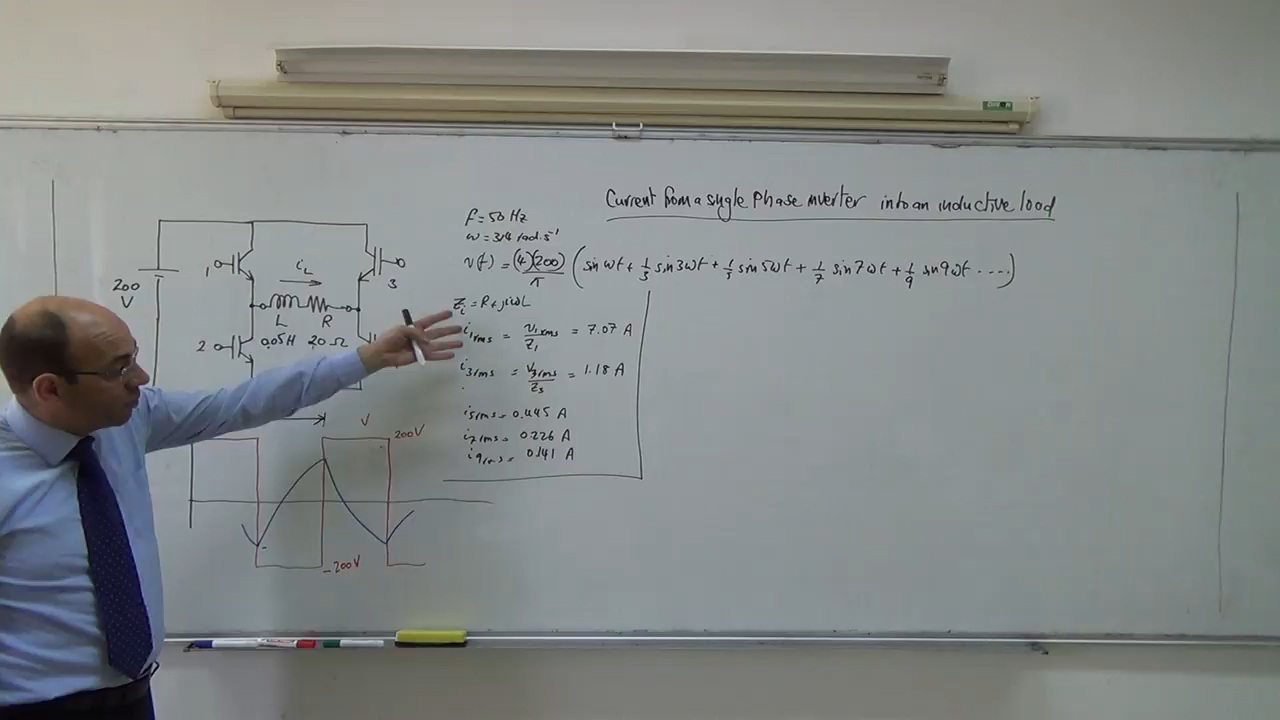 Current from a single Phase inverter into an inductive load
f = 50 Hz
ω = 314 rad.s⁻¹
v(t) = (4)(200)/π (sin ωt + 1/3 sin 3ωt + 1/5 sin 5ωt + 1/7 sin 7ωt + 1/9 sin 9ωt ....)
Zᵢ = R + jiωL
i₁rms = v₁rms/Z₁ = 7.07 A
i₃rms = v₃rms/Z₃ = 1.18 A
i₅rms = 0.445 A
i₇rms = 0.226 A
i₉rms = 0.141 A
1
iL
3
200
V
L R
2 0.05H 20Ω
V
200V
-200V